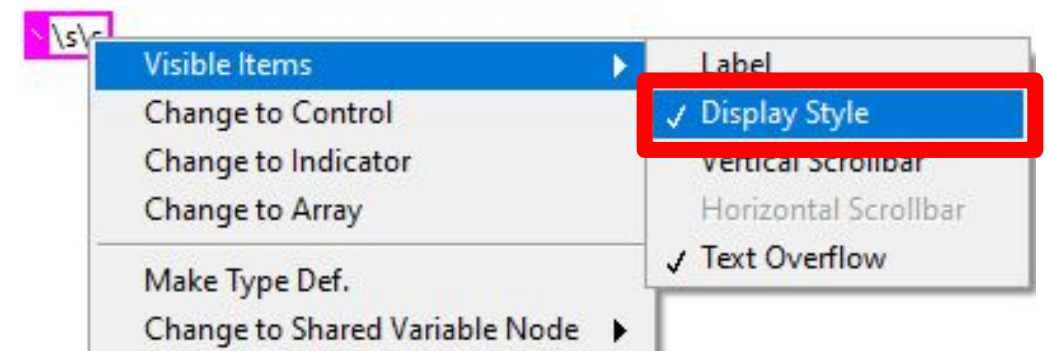 \s\s
Visible Items
Change to Control
Change to Indicator
Change to Array
Make Type Def.
Change to Shared Variable Node
Label
Display Style
Vertical Scrollbar
Horizontal Scrollbar
Text Overflow